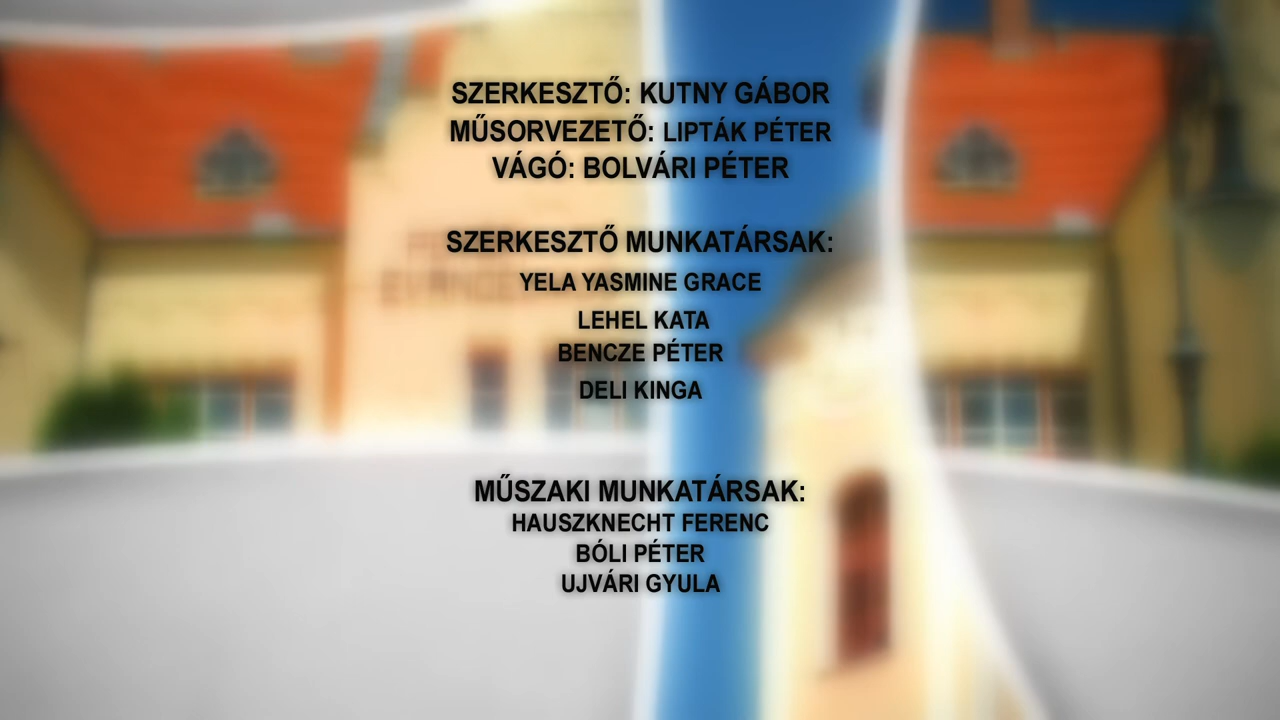 SZERKESZTŐ: KUTNY GÁBOR
MŰSORVEZETŐ: LIPTÁK PÉTER
VÁGÓ: BOLVÁRI PÉTER
SZERKESZTŐ MUNKATÁRSAK:
YELA YASMINE GRACE
LEHEL KATA
BENCZE PÉTER
DELI KINGA
MŰSZAKI MUNKATÁRSAK:
HAUSZKNECHT FERENC
BÓLI PÉTER
UJVÁRI GYULA